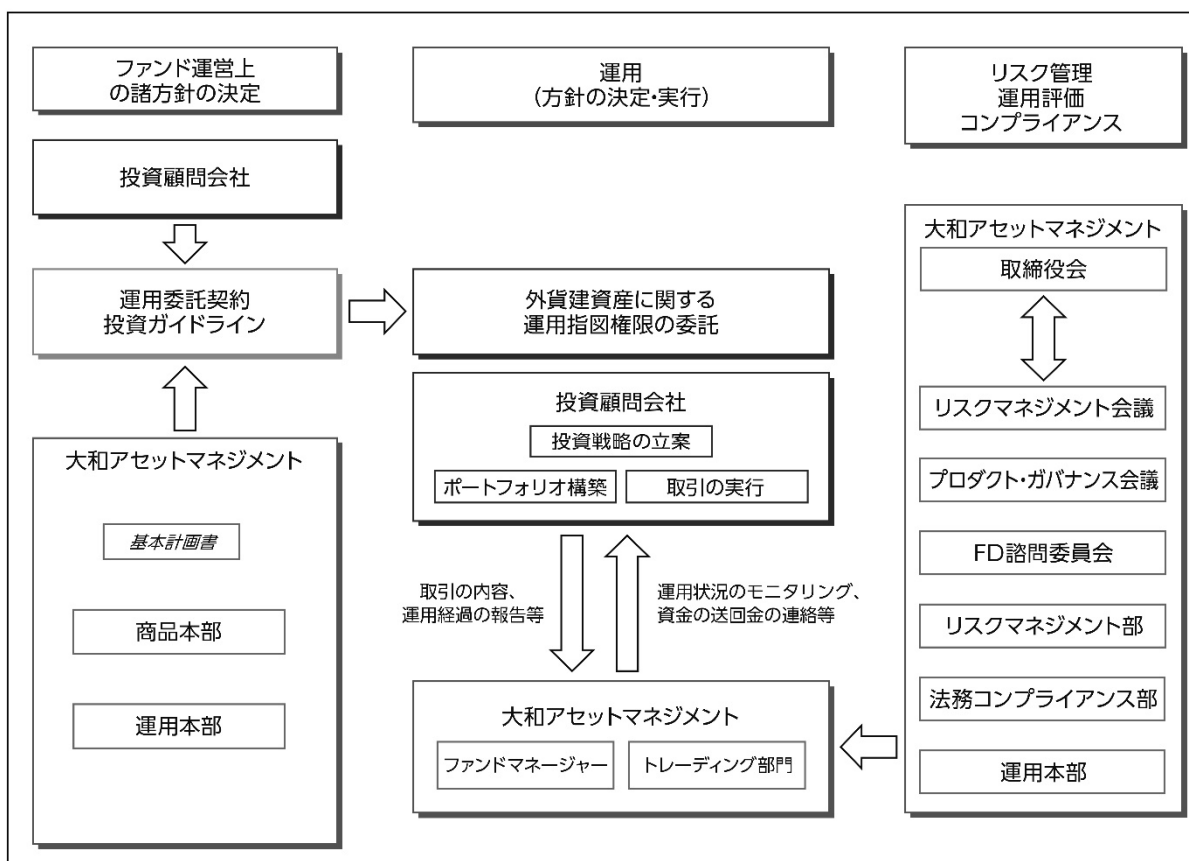 ファンド運営上
の諸方針の決定
投資顧問会社
運用委託契約
投資ガイドライン
大和アセットマネジメント
基本計画書
商品本部
運用本部
運用
(方針の決定・実行)
外貨建資産に関する
運用指図権限の委託
投資顧問会社
投資戦略の立案
ポートフォリオ構築
取引の実行
取引の内容、
運用経過の報告等
運用状況のモニタリング、
資金の送回金の連絡等
大和アセットマネジメント
ファンドマネージャー
トレーディング部門
リスク管理
運用評価
コンプライアンス
大和アセットマネジメント
取締役会
リスクマネジメント会議
プロダクト・ガバナンス会議
FD諮問委員会
リスクマネジメント部
法務コンプライアンス部
運用本部